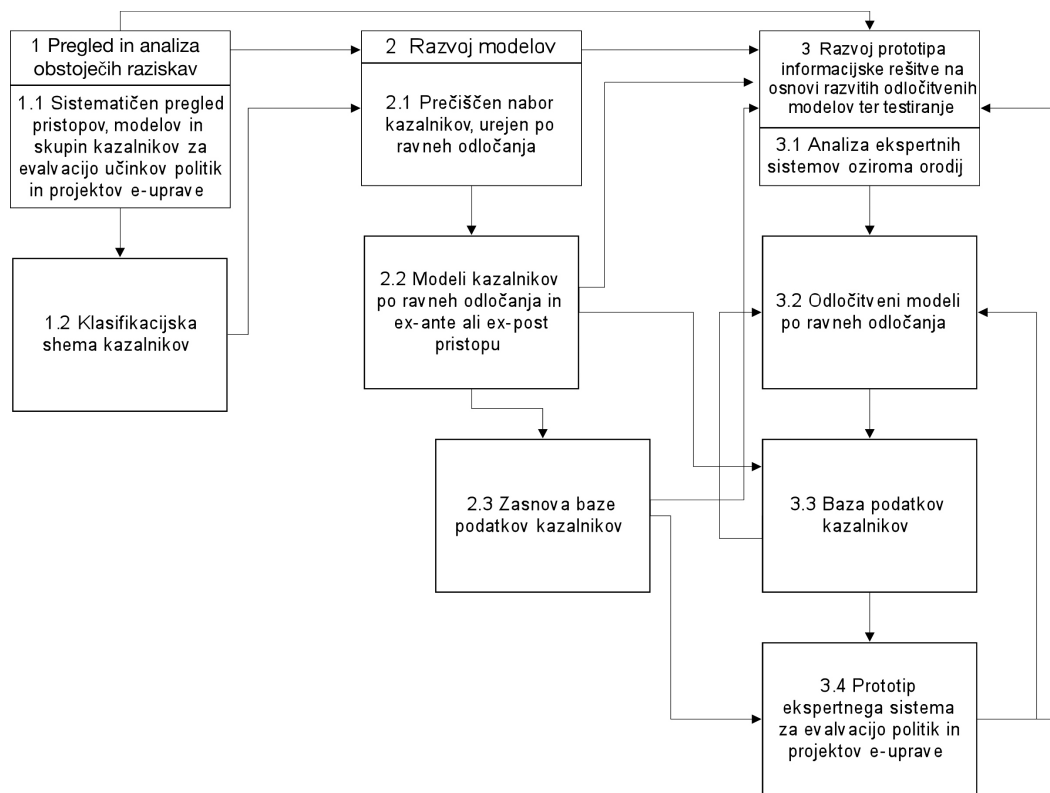 1 Pregled in analiza
obstoječih raziskav
1.1 Sistematičen pregled
pristopov, modelov in
skupin kazalnikov za
evalvacijo učinkov politik
in projektov e-uprave
1.2 Klasifikacijska
shema kazalnikov
2 Razvoj modelov
2.1 Prečiščen nabor
kazalnikov, urejen po
ravneh odločanja
2.2 Modeli kazalnikov
po ravneh odločanja in
ex-ante ali ex-post
pristopu
2.3 Zasnova baze
podatkov kazalnikov
3 Razvoj prototipa
informacijske rešitve na
osnovi razvitih odločitvenih
modelov ter testiranje
3.1 Analiza ekspertnih
sistemov oziroma orodij
3.2 Odločitveni modeli
po ravneh odločanja
3.3 Baza podatkov
kazalnikov
3.4 Prototip
ekspertnega sistema
za evalvacijo politik in
projektov e-uprave